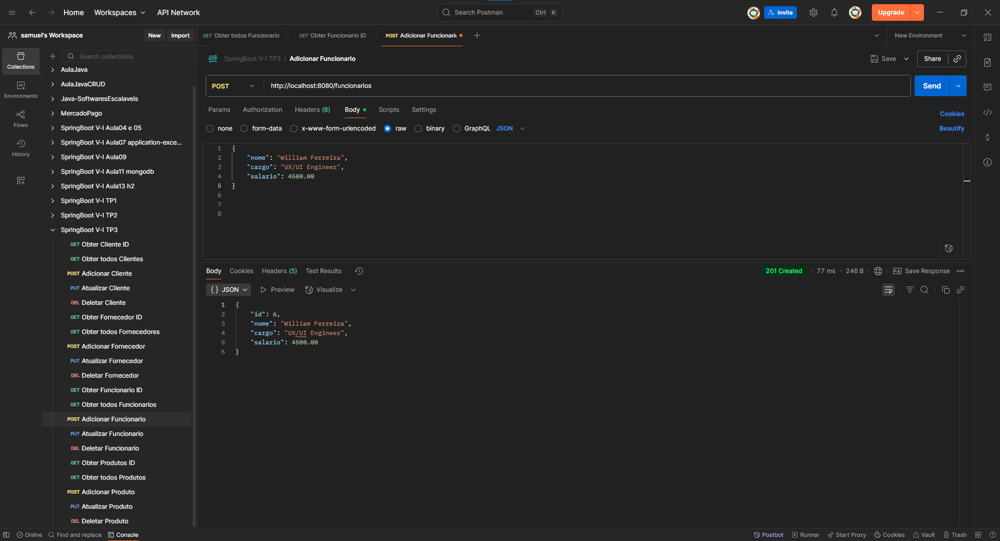 Home Workspaces API Network Search Postman Ctrl K Invite Upgrade
samuel's Workspace New Import
GET Obter todos Funcionario GET Obter Funcionario ID POST Adicionar Funcionari New Environment
Collections
Environments
Flows
History
Search collections
AulaJava
AulaJavaCRUD
Java-SoftwaresEscalaveis
MercadoPago
SpringBoot V-I Aula04 e 05
SpringBoot V-I Aula07 application-exce...
SpringBoot V-I Aula09
SpringBoot V-I Aula11 mongodb
SpringBoot V-I Aula13 h2
SpringBoot V-I TP1
SpringBoot V-I TP2
SpringBoot V-I TP3
GET Obter Cliente ID
GET Obter todos Clientes
POST Adicionar Cliente
PUT Atualizar Cliente
DEL Deletar Cliente
GET Obter Fornecedor ID
GET Obter todos Fornecedores
POST Adicionar Fornecedor
PUT Atualizar Fornecedor
DEL Deletar Fornecedor
GET Obter Funcionario ID
GET Obter todos Funcionarios
POST Adicionar Funcionario
PUT Atualizar Funcionario
DEL Deletar Funcionario
GET Obter Produtos ID
GET Obter todos Produtos
POST Adicionar Produto
PUT Atualizar Produto
DEL Deletar Produto
HTTP SpringBoot V-I TP3 / Adicionar Funcionario Save Share
POST http://localhost:8080/funcionarios Send
Params Authorization Headers (8) Body Scripts Settings Cookies
none form-data x-www-form-urlencoded raw binary GraphQL JSON Beautify
1 {
2 "nome": "William Ferreira",
3 "cargo": "UX/UI Engineer",
4 "salario": 4500.00
5 }
6
7
8
Body Cookies Headers (5) Test Results 201 Created 77 ms 246 B e.g. Save Response
{} JSON Preview Visualize
1 {
2 "id": 6,
3 "nome": "William Ferreira",
4 "cargo": "UX/UI Engineer",
5 "salario": 4500.00
6 }
Online Find and replace Console Postbot Runner Start Proxy Cookies Vault Trash